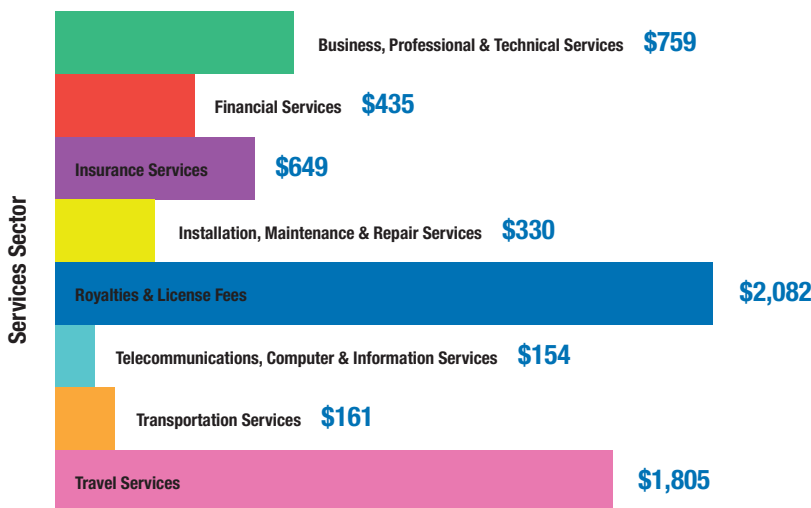 Services Sector
Business, Professional & Technical Services $759
Financial Services $435
Insurance Services $649
Installation, Maintenance & Repair Services $330
Royalties & License Fees $2,082
Telecommunications, Computer & Information Services $154
Transportation Services $161
Travel Services $1,805